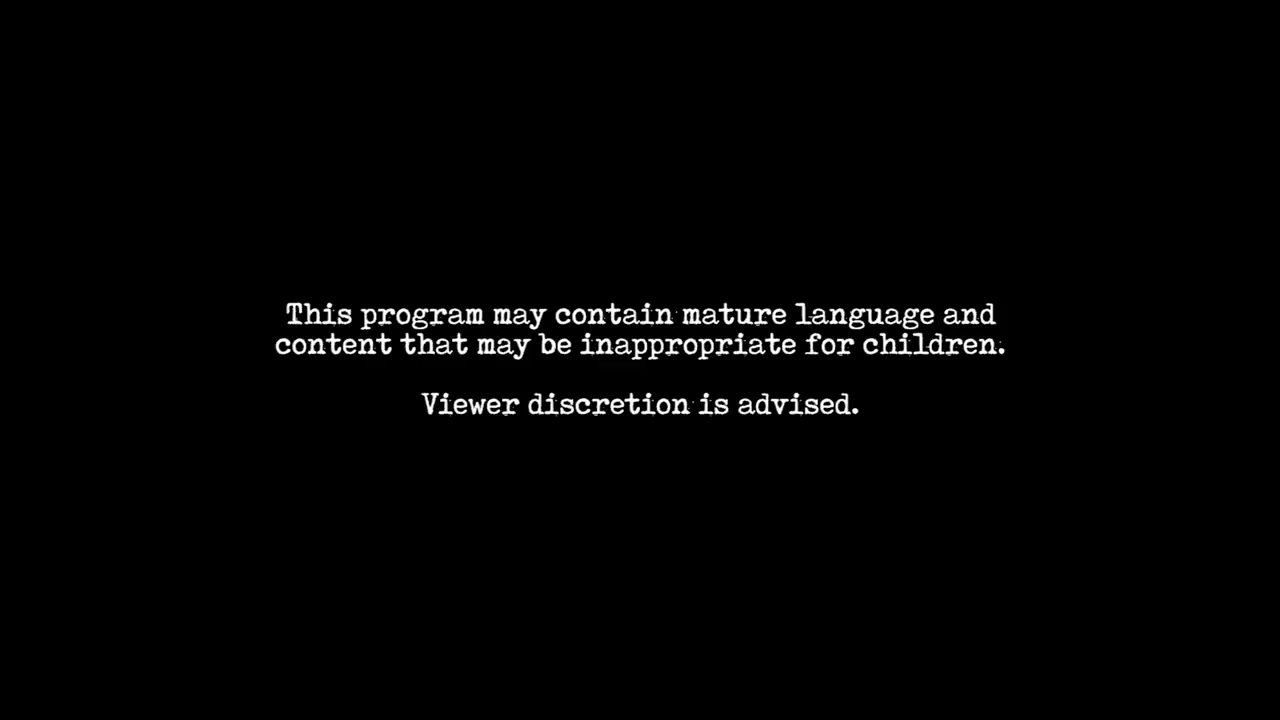 This program may contain mature language and
content that may be inappropriate for children.
Viewer discretion is advised.